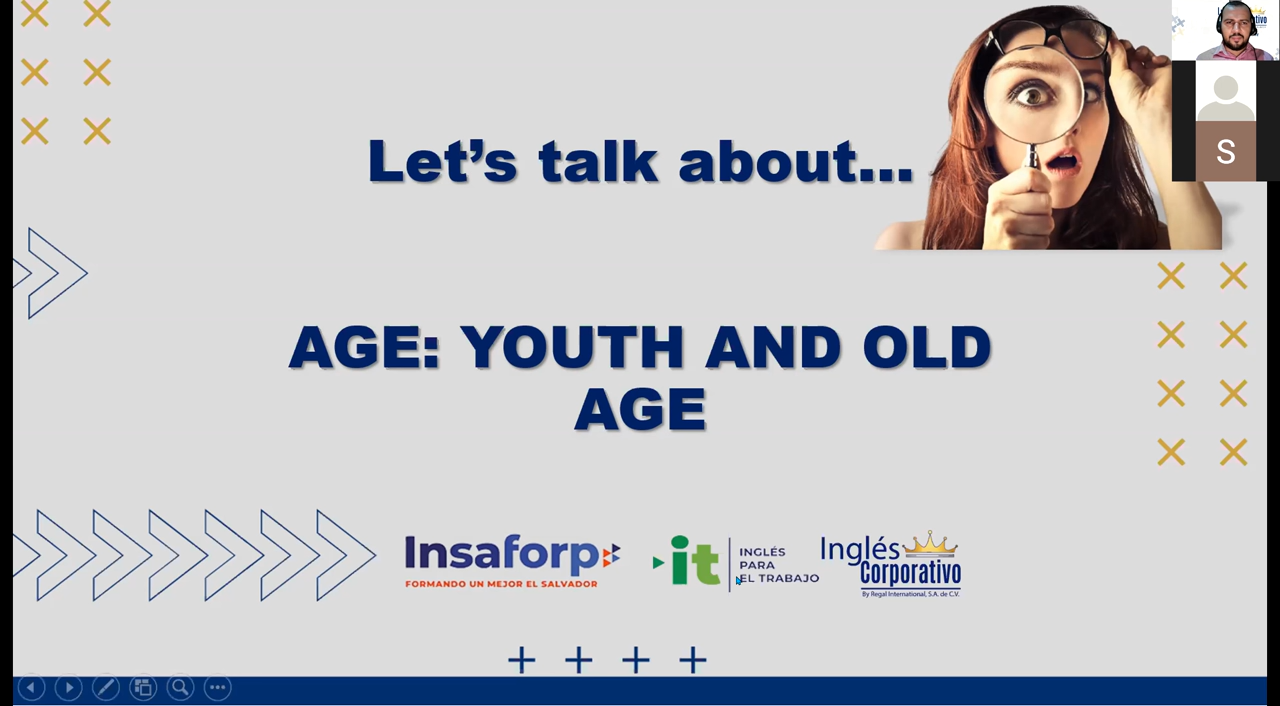 Let’s talk about...
S
AGE: YOUTH AND OLD
AGE
Insaforp
FORMANDO UN MEJOR EL SALVADOR
it
INGLÉS
PARA
EL TRABAJO
Inglés
Corporativo
By Regal International, S.A. de C.V.